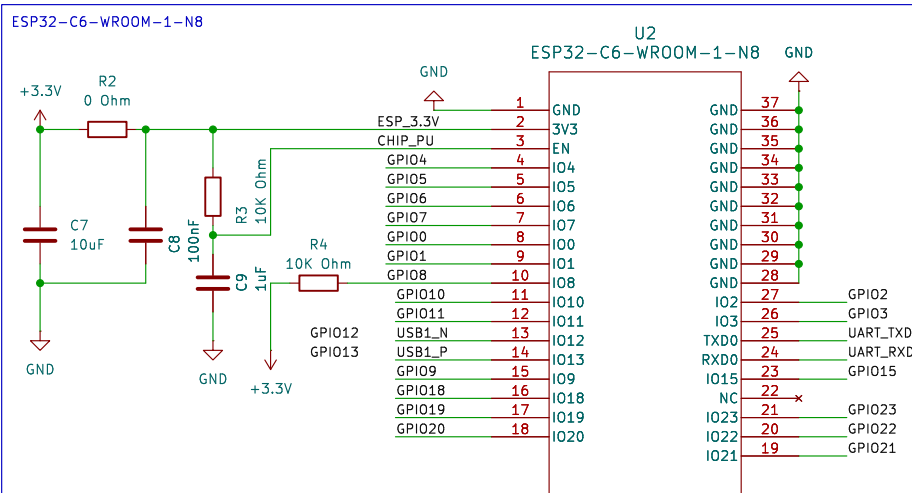 ESP32-C6-WROOM-1-N8
U2
ESP32-C6-WROOM-1-N8
GND
GND
R2
0 Ohm
+3.3V
ESP_3.3V
CHIP_PU
GPIO4
GPIO5
GPIO6
GPIO7
GPIO0
GPIO1
GPIO8
GPIO10
GPIO11
GPIO12 USB1_N
GPIO13 USB1_P
GPIO9
GPIO18
GPIO19
GPIO20
C7
10uF
C8
100nF
R3
10K Ohm
C9
1uF
R4
10K Ohm
GND
GND
+3.3V
1 GND
2 3V3
3 EN
4 IO4
5 IO5
6 IO6
7 IO7
8 IO0
9 IO1
10 IO8
11 IO10
12 IO11
13 IO12
14 IO13
15 IO9
16 IO18
17 IO19
18 IO20
GND 37
GND 36
GND 35
GND 34
GND 33
GND 32
GND 31
GND 30
GND 29
GND 28
IO2 27 GPIO2
IO3 26 GPIO3
TXD0 25 UART_TXD
RXD0 24 UART_RXD
IO15 23 GPIO15
NC 22
IO23 21 GPIO23
IO22 20 GPIO22
IO21 19 GPIO21